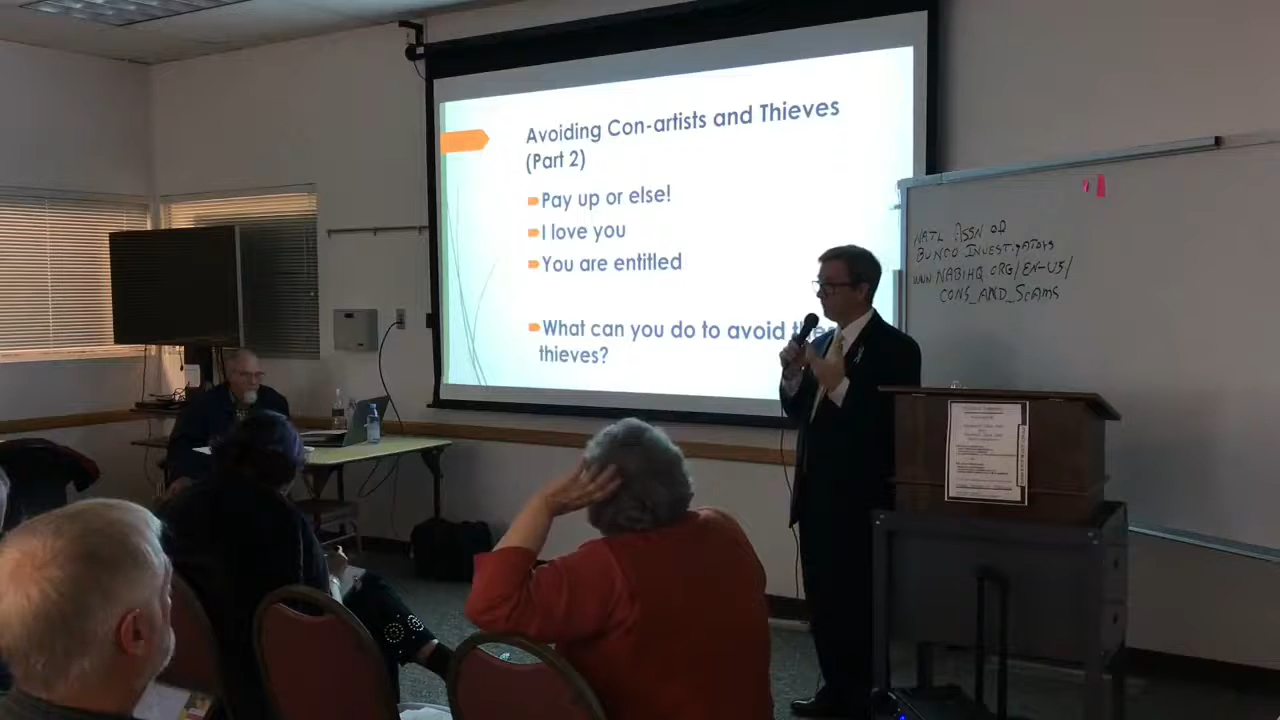 Avoiding Con-artists and Thieves
(Part 2)
Pay up or else!
I love you
You are entitled
What can you do to avoid
thieves?
NATL ASSN OF
BUNCO INVESTIGATORS
WWW.NABIHQ.ORG/EN-US/
CONS_AND_SCAMS